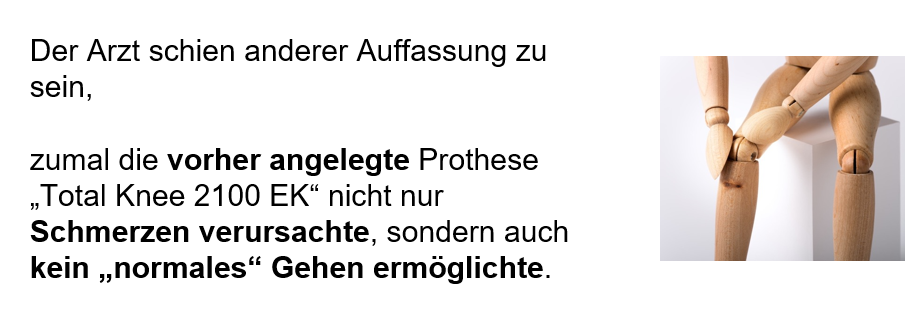 Der Arzt schien anderer Auffassung zu
sein,
zumal die vorher angelegte Prothese
„Total Knee 2100 EK“ nicht nur
Schmerzen verursachte, sondern auch
kein „normales“ Gehen ermöglichte.